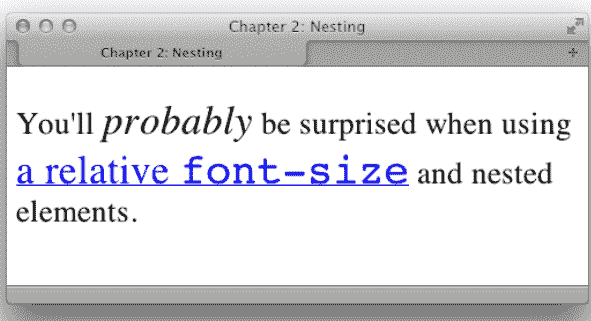 Chapter 2: Nesting
Chapter 2: Nesting
You'll probably be surprised when using
a relative font-size and nested
elements.